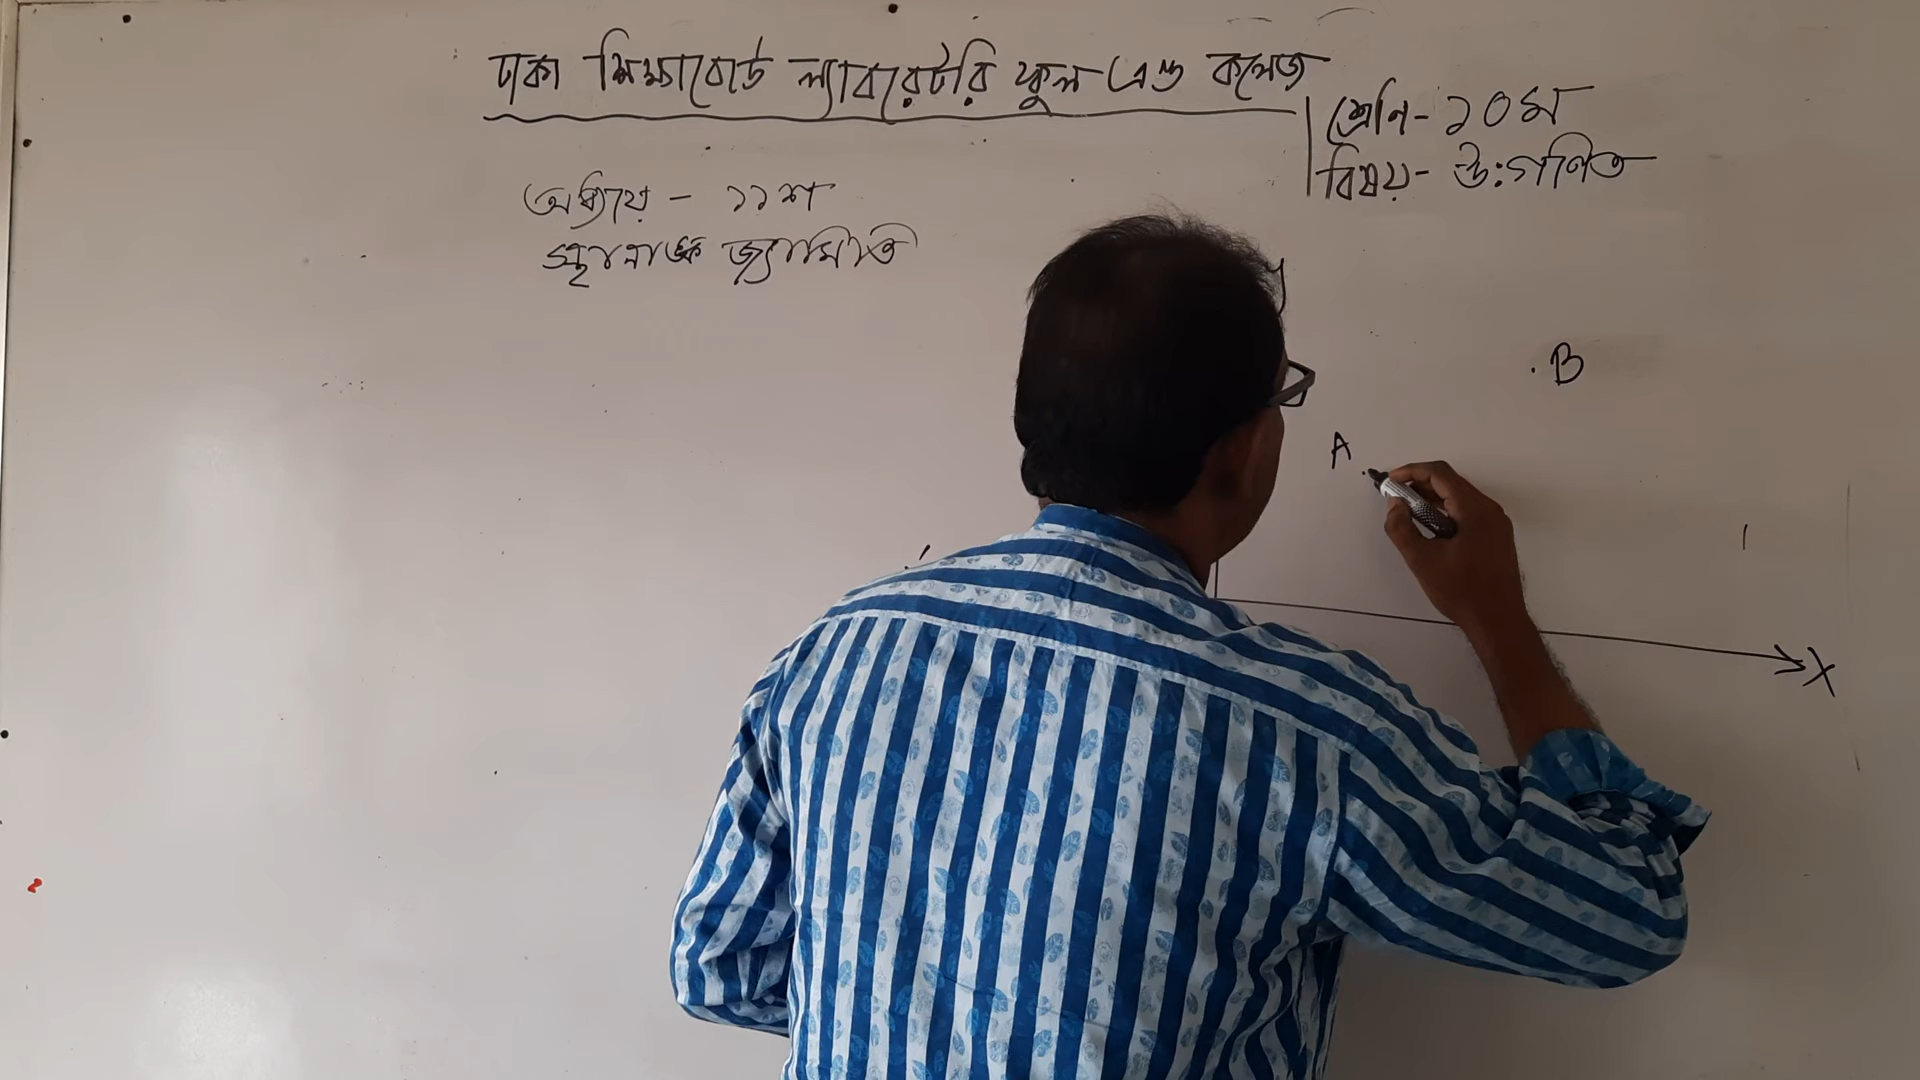 ঢাকা শিক্ষাবোর্ড ল্যাবরেটরি স্কুল এন্ড কলেজ
শ্রেণি- ১০ম
বিষয়- উ:গণিত
অধ্যায় - ১১শ
স্থানাঙ্ক জ্যামিতি
y
B
A
X